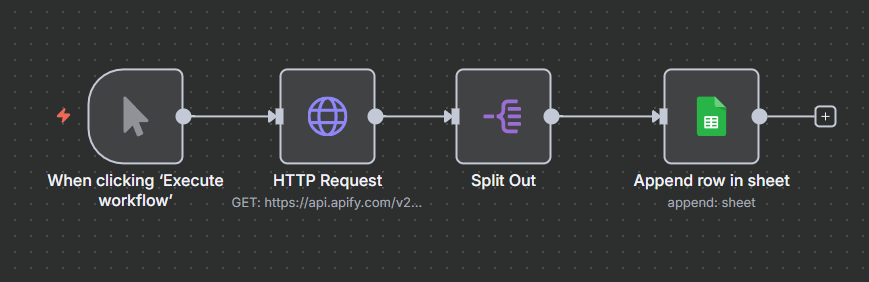 When clicking ‘Execute
workflow’
HTTP Request
GET: https://api.apify.com/v2...
Split Out
Append row in sheet
append: sheet